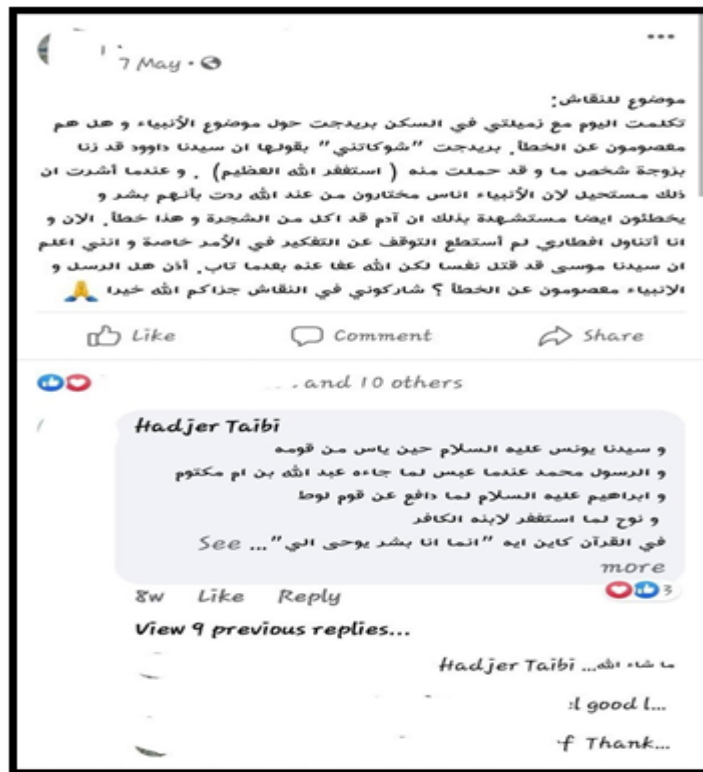 7 May •
موضوع للنقاش:
تكلمت اليوم مع زميلتي في السكن بريدجت حول موضوع الأنبياء و هل هم
معصومون عن الخطأ. بريدجت "شوكاتني" بقولها ان سيدنا داوود قد زنا
بزوجة شخص ما و قد حملت منه ( استغفر الله العظيم) . و عندما أشرت ان
ذلك مستحيل لان الأنبياء اناس مختارون من عند الله ردت بأنهم بشر و
يخطئون ايضا مستشهدة بذلك ان آدم قد اكل من الشجرة و هذا خطأ. الان و
انا أتناول افطاري لم أستطع التوقف عن التفكير في الأمر خاصة و انني اعلم
ان سيدنا موسى قد قتل نفسا لكن الله عفا عنه بعدما تاب. أذن هل الرسل و
الانبياء معصومون عن الخطأ ؟ شاركوني في النقاش جزاكم الله خيرا 🙏
Like Comment Share
and 10 others
Hadjer Taibi
و سيدنا يونس عليه السلام حين ياس من قومه
و الرسول محمد عندما عبس لما جاءه عبد الله بن ام مكتوم
و ابراهيم عليه السلام لما دافع عن قوم لوط
و نوح لما استغفر لابنه الكافر
في القرآن كاين ايه "انما انا بشر يوحى الي"... See
more
8w Like Reply 3
View 9 previous replies...
Hadjer Taibi ...ما شاء الله
good l...
Thank...